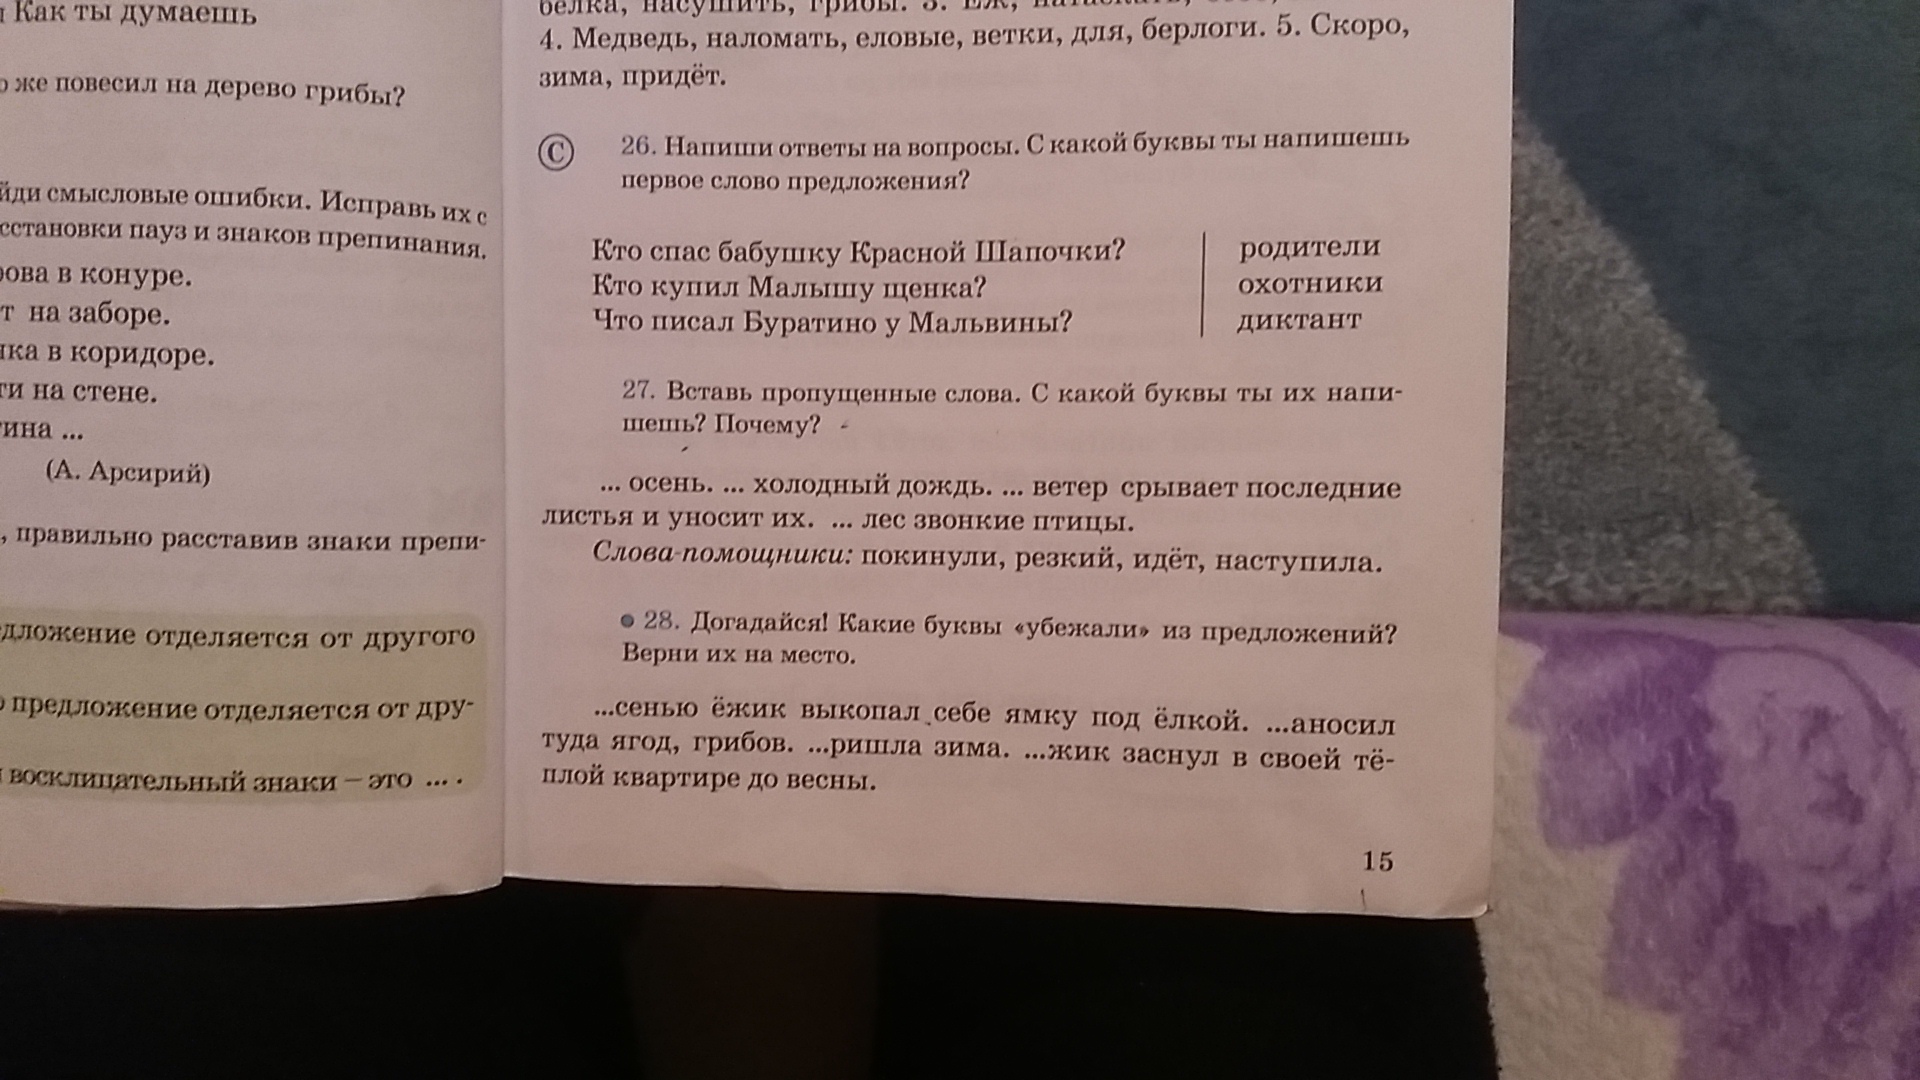 Как ты думаешь
же повесил на дерево грибы?
смысловые ошибки. Исправь их с
пауз и знаков препинания.
в конуре.
на заборе.
в коридоре.
на стене.
...
(А. Арсирий)
, правильно расставив знаки препи-
отделяется от другого
предложение отделяется от дру-
восклицательный знаки – это ... .
белка, насушить, грибы. 3. Ёж,
4. Медведь, наломать, еловые, ветки, для, берлоги. 5. Скоро,
зима, придёт.
С 26. Напиши ответы на вопросы. С какой буквы ты напишешь
первое слово предложения?
Кто спас бабушку Красной Шапочки? родители
Кто купил Малышу щенка? охотники
Что писал Буратино у Мальвины? диктант
27. Вставь пропущенные слова. С какой буквы ты их напи-
шешь? Почему?
... осень. ... холодный дождь. ... ветер срывает последние
листья и уносит их. ... лес звонкие птицы.
Слова-помощники: покинули, резкий, идёт, наступила.
• 28. Догадайся! Какие буквы «убежали» из предложений?
Верни их на место.
...сенью ёжик выкопал себе ямку под ёлкой. ...аносил
туда ягод, грибов. ...ришла зима. ...жик заснул в своей тё-
плой квартире до весны.
15